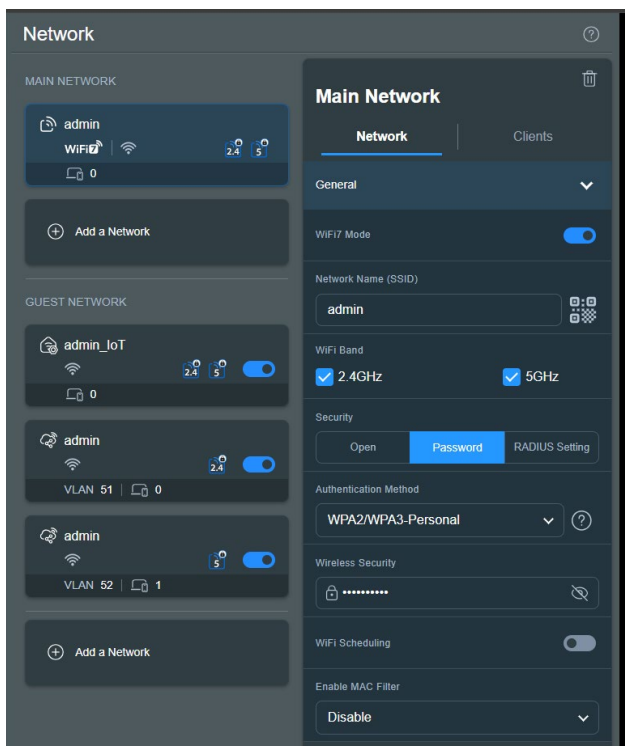 Network
MAIN NETWORK
admin
WiFi 7
2.4 5
0
Add a Network
GUEST NETWORK
admin_IoT
2.4 5
0
admin
2.4
VLAN 51 0
admin
5
VLAN 52 1
Add a Network
Main Network
Network Clients
General
WiFi7 Mode
Network Name (SSID)
admin
WiFi Band
2.4GHz 5GHz
Security
Open Password RADIUS Setting
Authentication Method
WPA2/WPA3-Personal
Wireless Security
••••••••••
WiFi Scheduling
Enable MAC Filter
Disable